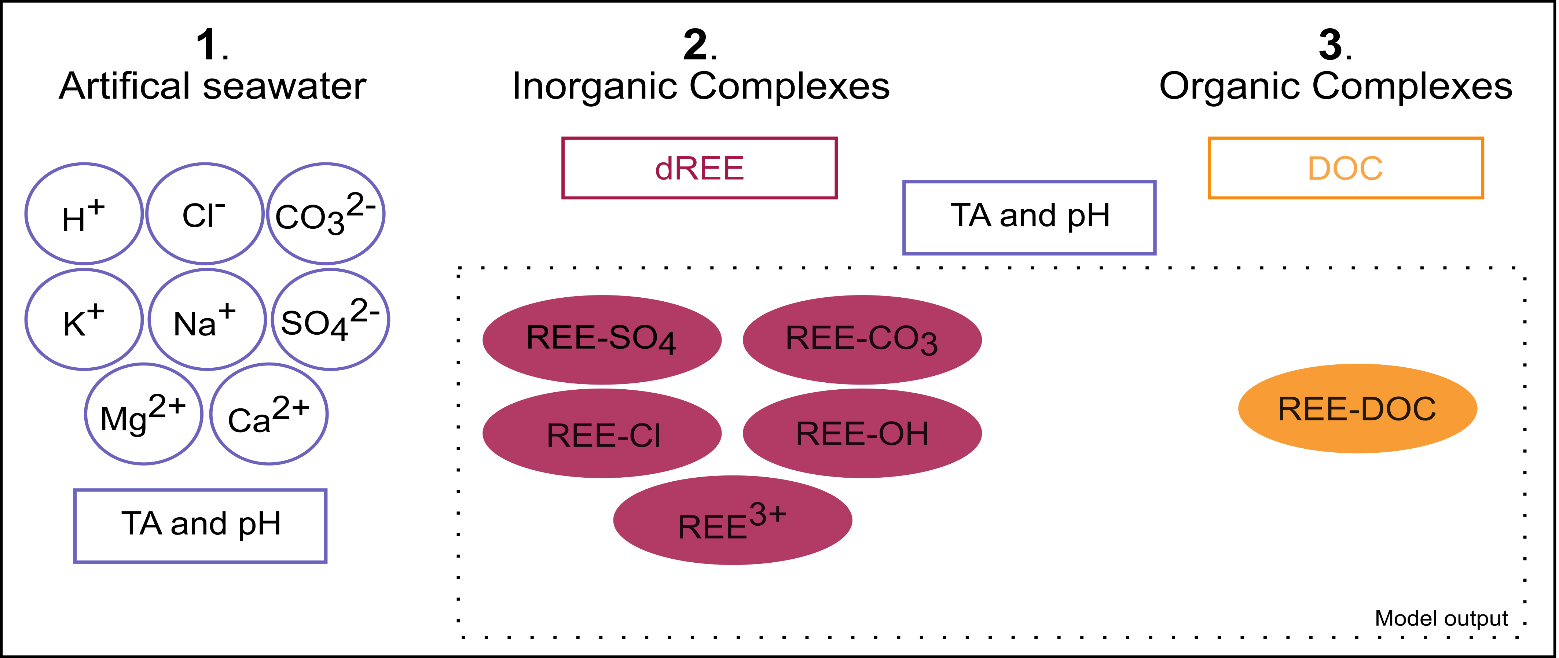 1.
Artifical seawater
H+
Cl-
CO32-
K+
Na+
SO42-
Mg2+
Ca2+
TA and pH
2.
Inorganic Complexes
dREE
TA and pH
3.
Organic Complexes
DOC
REE-SO4
REE-CO3
REE-Cl
REE-OH
REE3+
REE-DOC
Model output